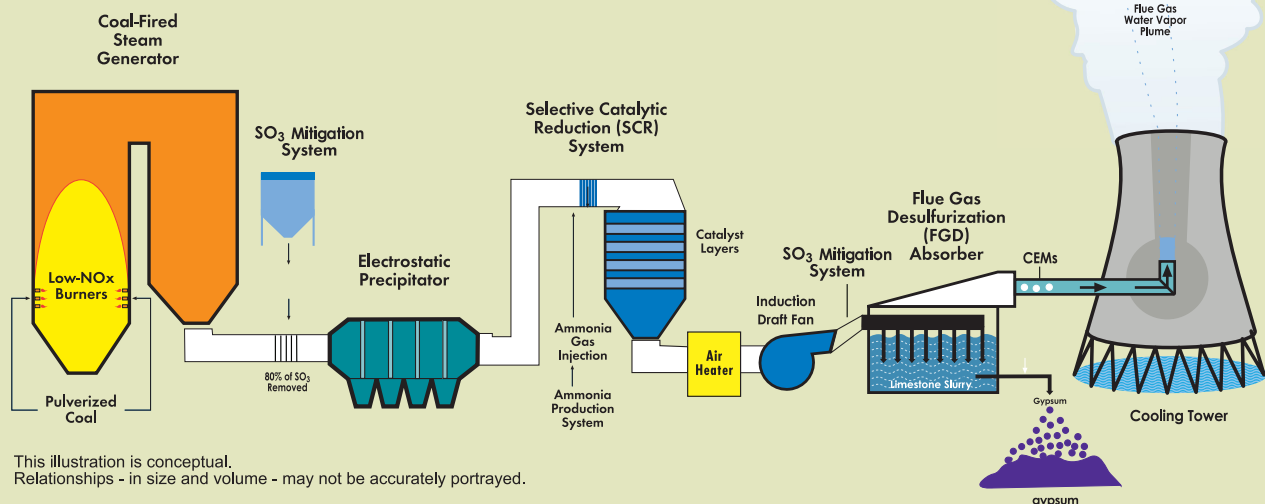 Coal-Fired
Steam
Generator
Flue Gas
Water Vapor
Plume
SO3 Mitigation
System
Selective Catalytic
Reduction (SCR)
System
Flue Gas
Desulfurization
(FGD)
Absorber
Catalyst
Layers
SO3 Mitigation
System
CEMs
Electrostatic
Precipitator
Low-NOx
Burners
Induction
Draft Fan
Ammonia
Gas
Injection
Air
Heater
80% of SO3
Removed
Limestone Slurry
Pulverized
Coal
Ammonia
Production
System
Gypsum
Cooling Tower
This illustration is conceptual.
Relationships - in size and volume - may not be accurately portrayed.
gypsum